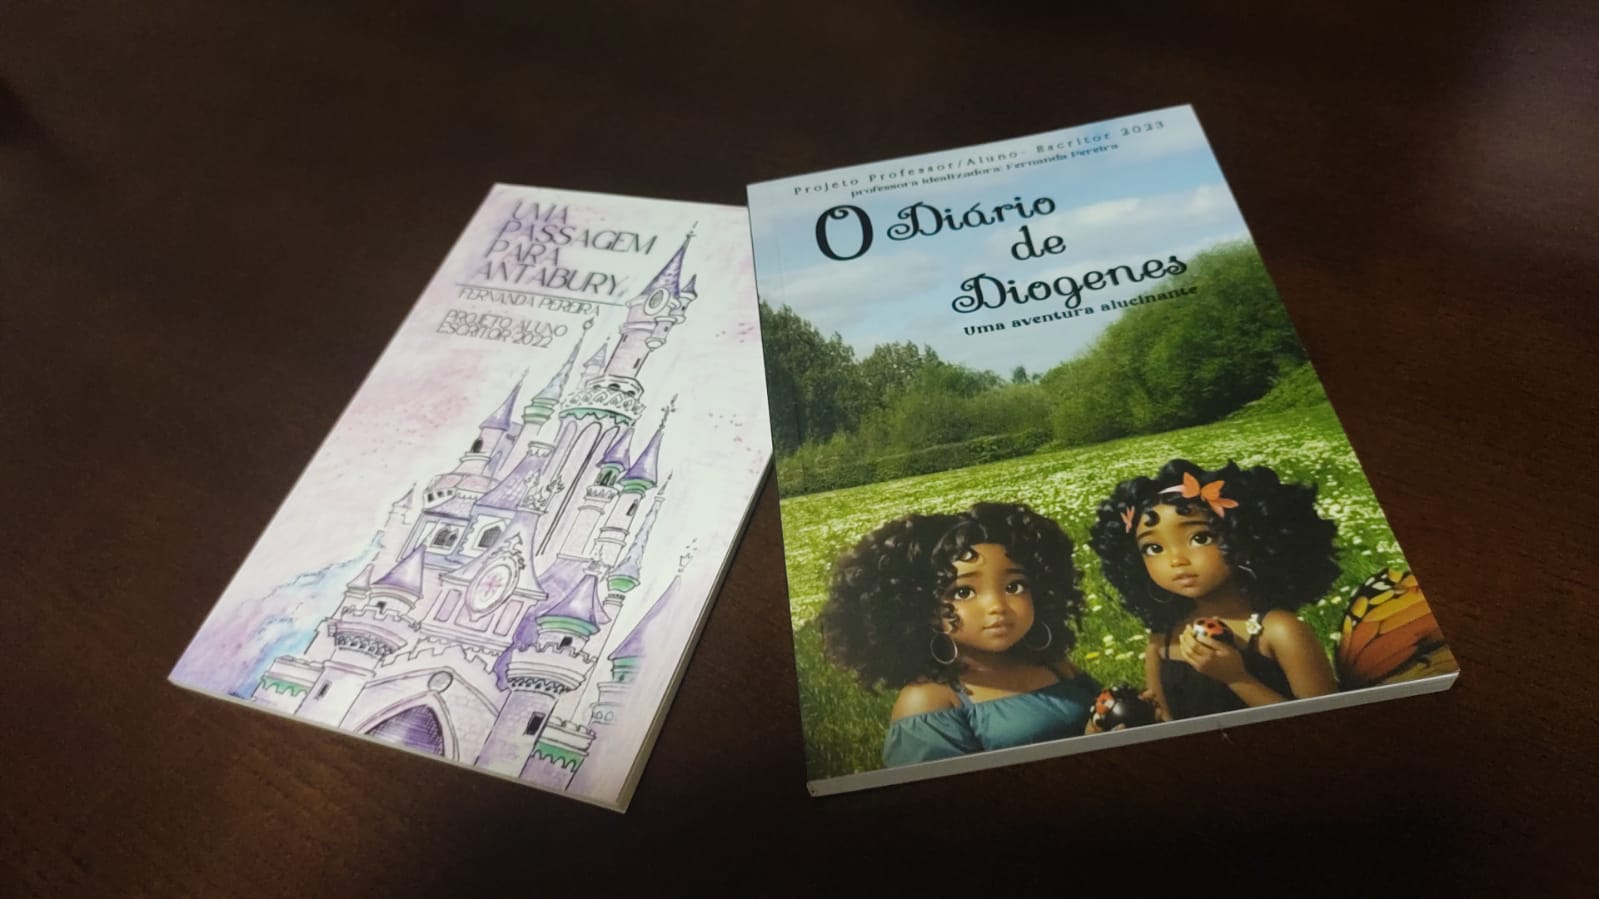 UMA
PASSAGEM
PARA
ANTABURY
FERNANDA PEREIRA
PROJETO ALUNO
ESCRITOR 2022
Projeto Professor/Aluno- Escritor 2023
professora idealizadora: Fernanda Pereira
O Diário
de
Diogenes
Uma aventura alucinante